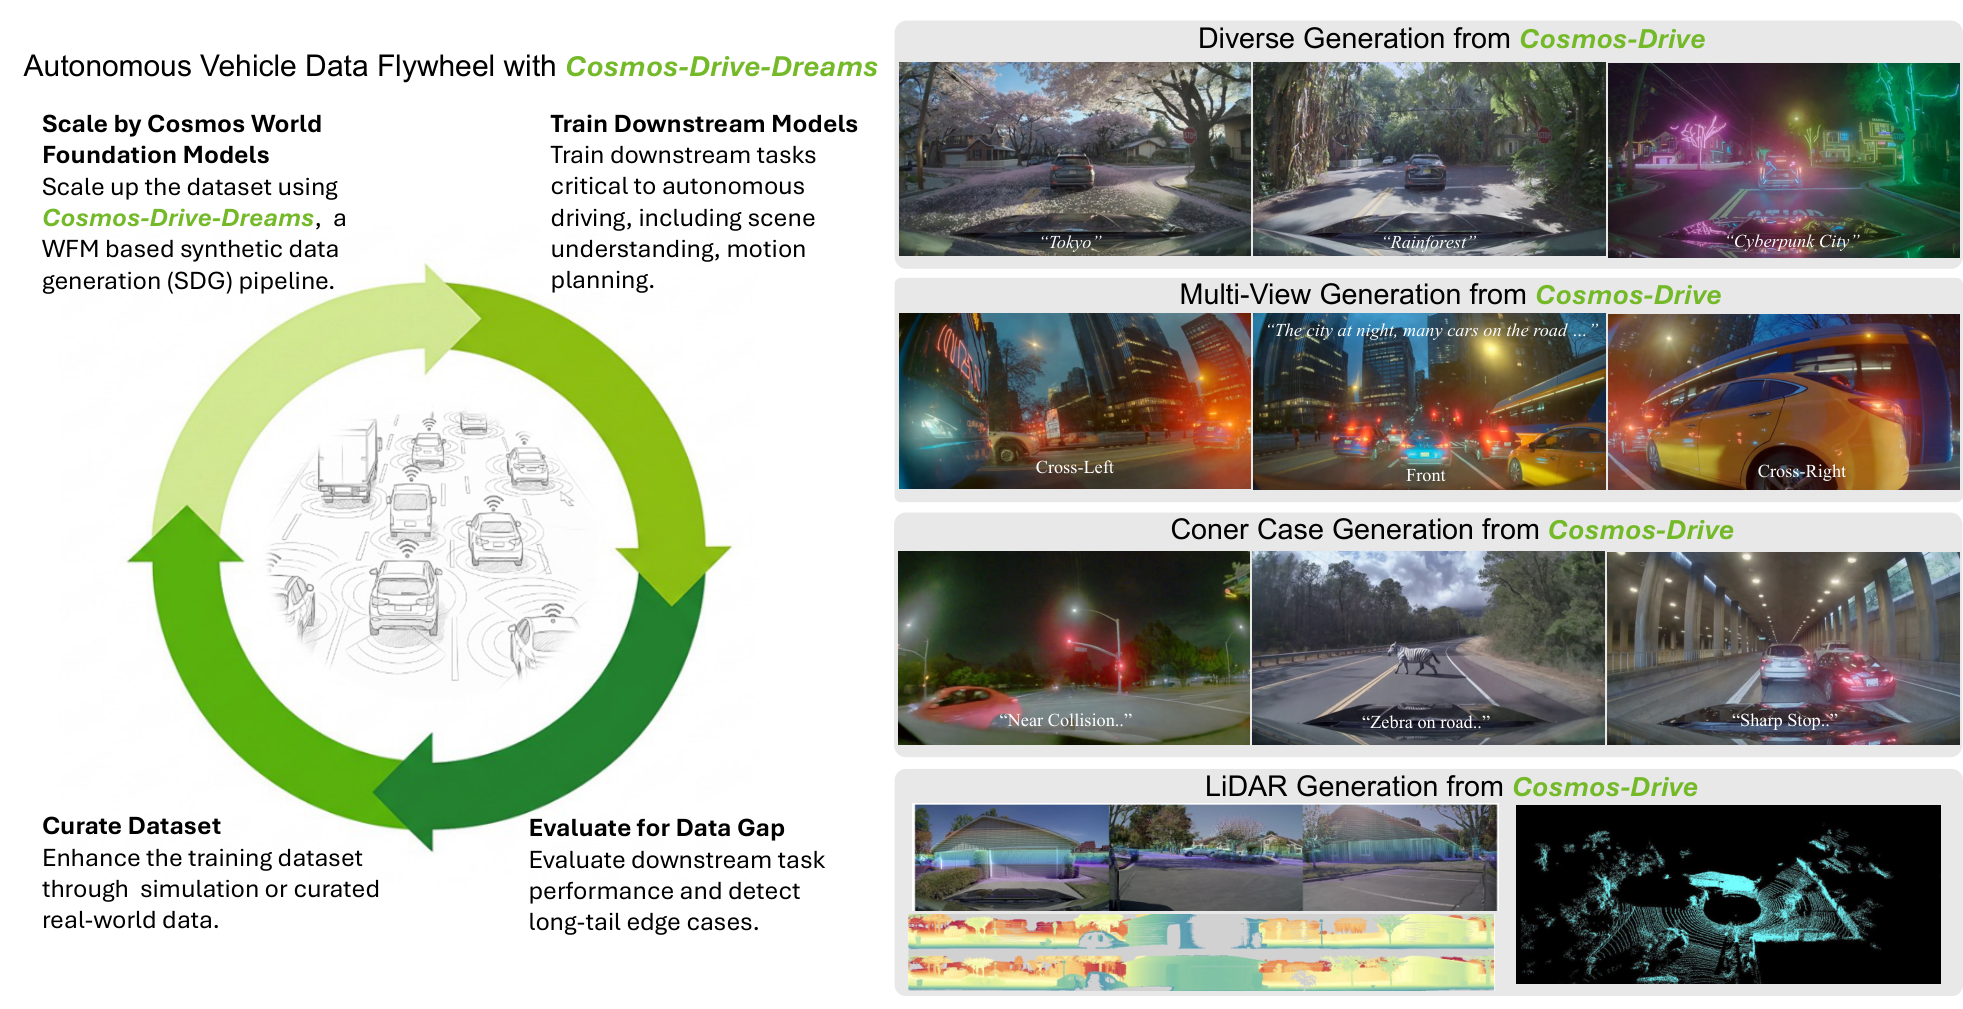 Autonomous Vehicle Data Flywheel with Cosmos-Drive-Dreams
Scale by Cosmos World
Foundation Models
Scale up the dataset using
Cosmos-Drive-Dreams, a
WFM based synthetic data
generation (SDG) pipeline.
Train Downstream Models
Train downstream tasks
critical to autonomous
driving, including scene
understanding, motion
planning.
Curate Dataset
Enhance the training dataset
through simulation or curated
real-world data.
Evaluate for Data Gap
Evaluate downstream task
performance and detect
long-tail edge cases.
Diverse Generation from Cosmos-Drive
“Tokyo”
“Rainforest”
“Cyberpunk City”
Multi-View Generation from Cosmos-Drive
“The city at night, many cars on the road ...”
Cross-Left
Front
Cross-Right
Coner Case Generation from Cosmos-Drive
“Near Collision..”
“Zebra on road..”
“Sharp Stop..”
LiDAR Generation from Cosmos-Drive